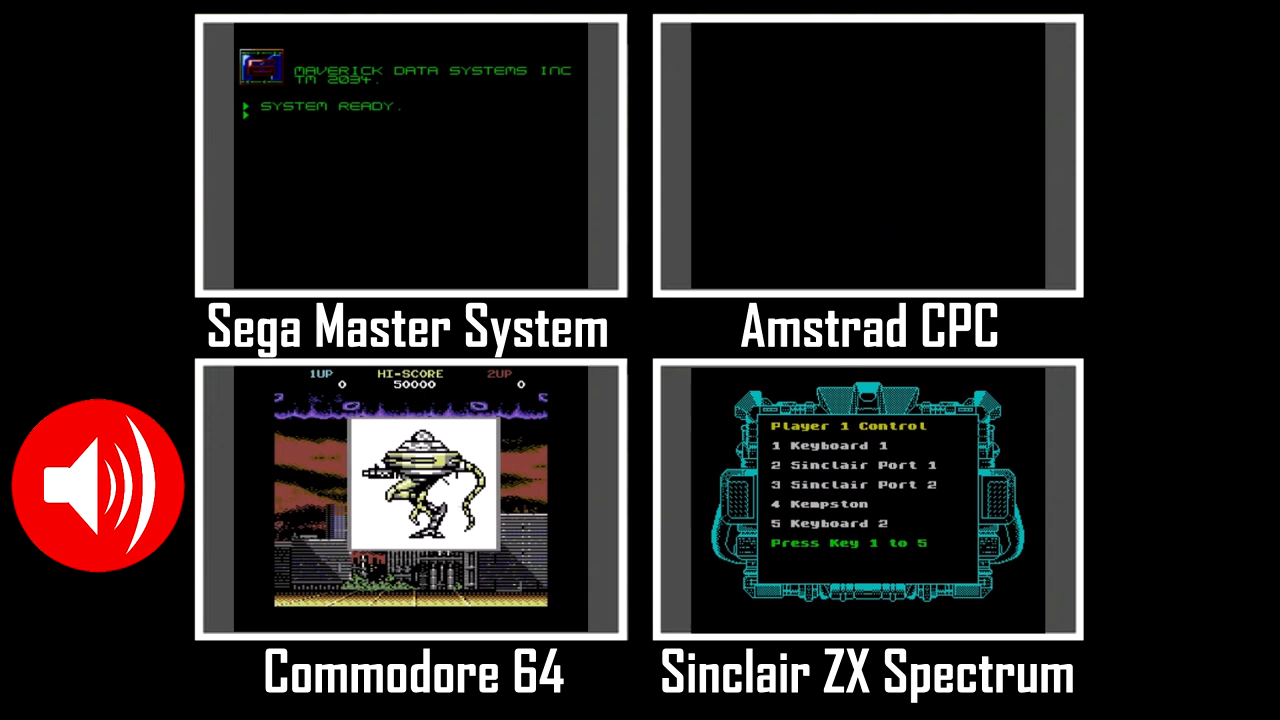 MAVERICK DATA SYSTEMS INC
TM 2034.
SYSTEM READY.
Sega Master System
Amstrad CPC
1UP HI-SCORE 2UP
0 50000 0
Commodore 64
Player 1 Control
1 Keyboard 1
2 Sinclair Port 1
3 Sinclair Port 2
4 Kempston
5 Keyboard 2
Press Key 1 to 5
Sinclair ZX Spectrum